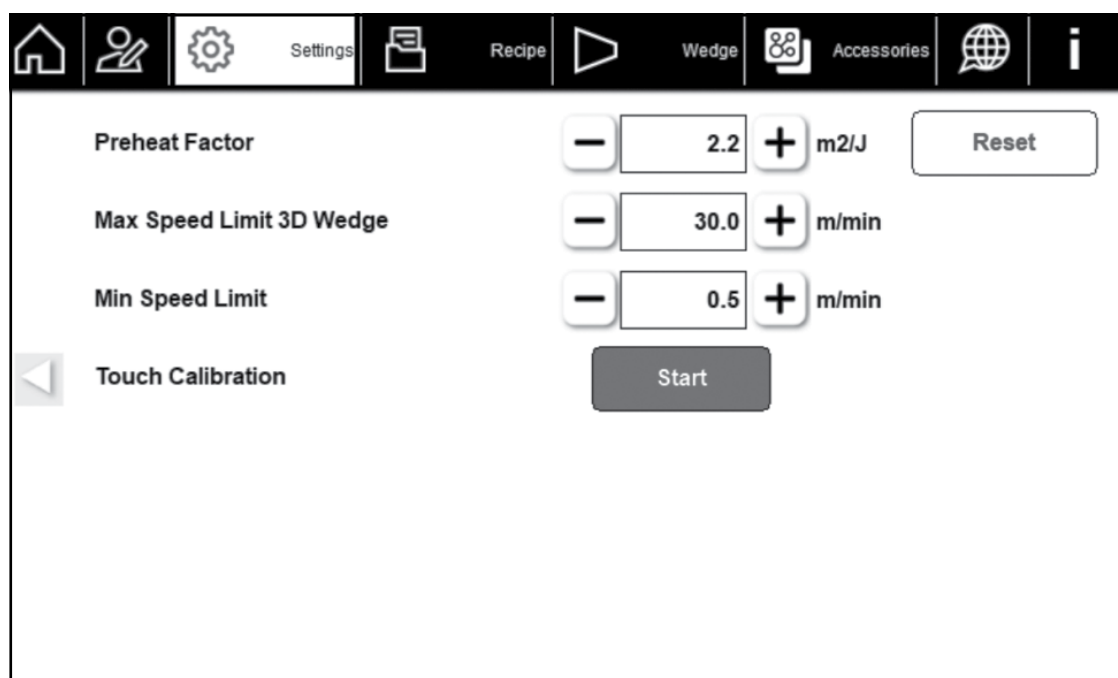 Settings Recipe Wedge Accessories i
Preheat Factor 2.2 m2/J Reset
Max Speed Limit 3D Wedge 30.0 m/min
Min Speed Limit 0.5 m/min
Touch Calibration Start